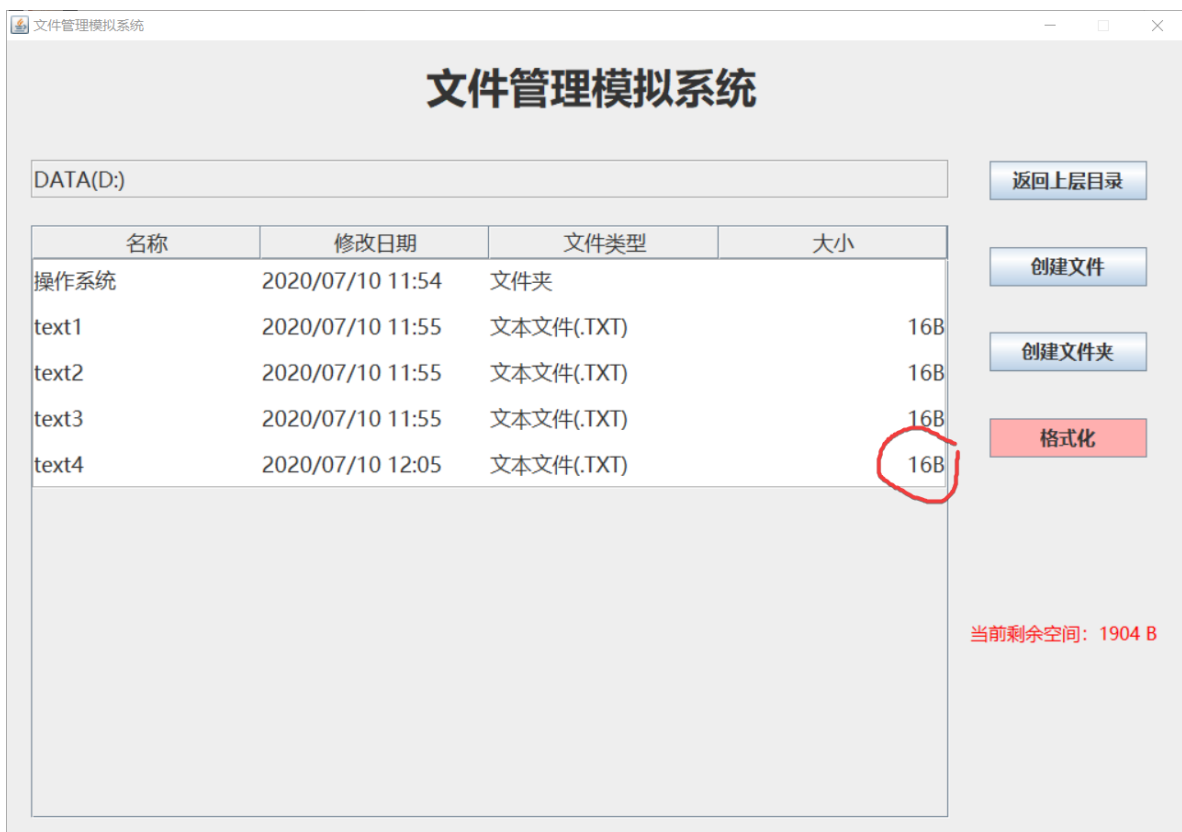 文件管理模拟系统
文件管理模拟系统
DATA(D:)
返回上层目录
名称 修改日期 文件类型 大小
创建文件
操作系统 2020/07/10 11:54 文件夹
text1 2020/07/10 11:55 文本文件(.TXT) 16B
创建文件夹
text2 2020/07/10 11:55 文本文件(.TXT) 16B
text3 2020/07/10 11:55 文本文件(.TXT) 16B
格式化
text4 2020/07/10 12:05 文本文件(.TXT) 16B
当前剩余空间：1904 B